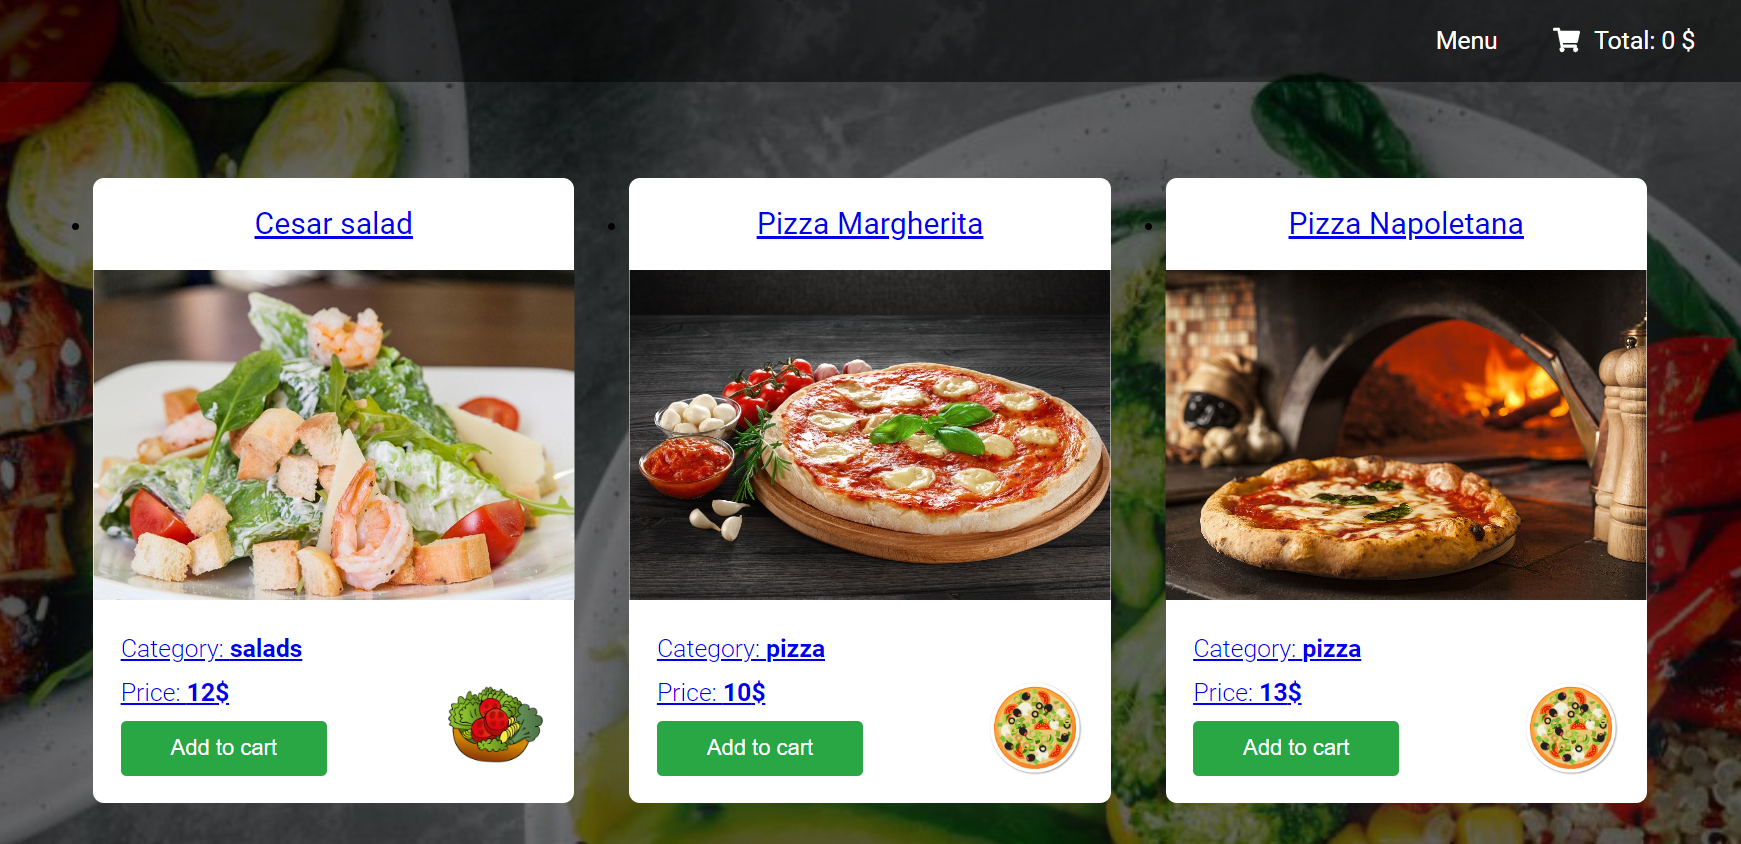 Menu
Total: 0 $
Cesar salad
Pizza Margherita
Pizza Napoletana
Category: salads
Price: 12$
Add to cart
Category: pizza
Price: 10$
Add to cart
Category: pizza
Price: 13$
Add to cart